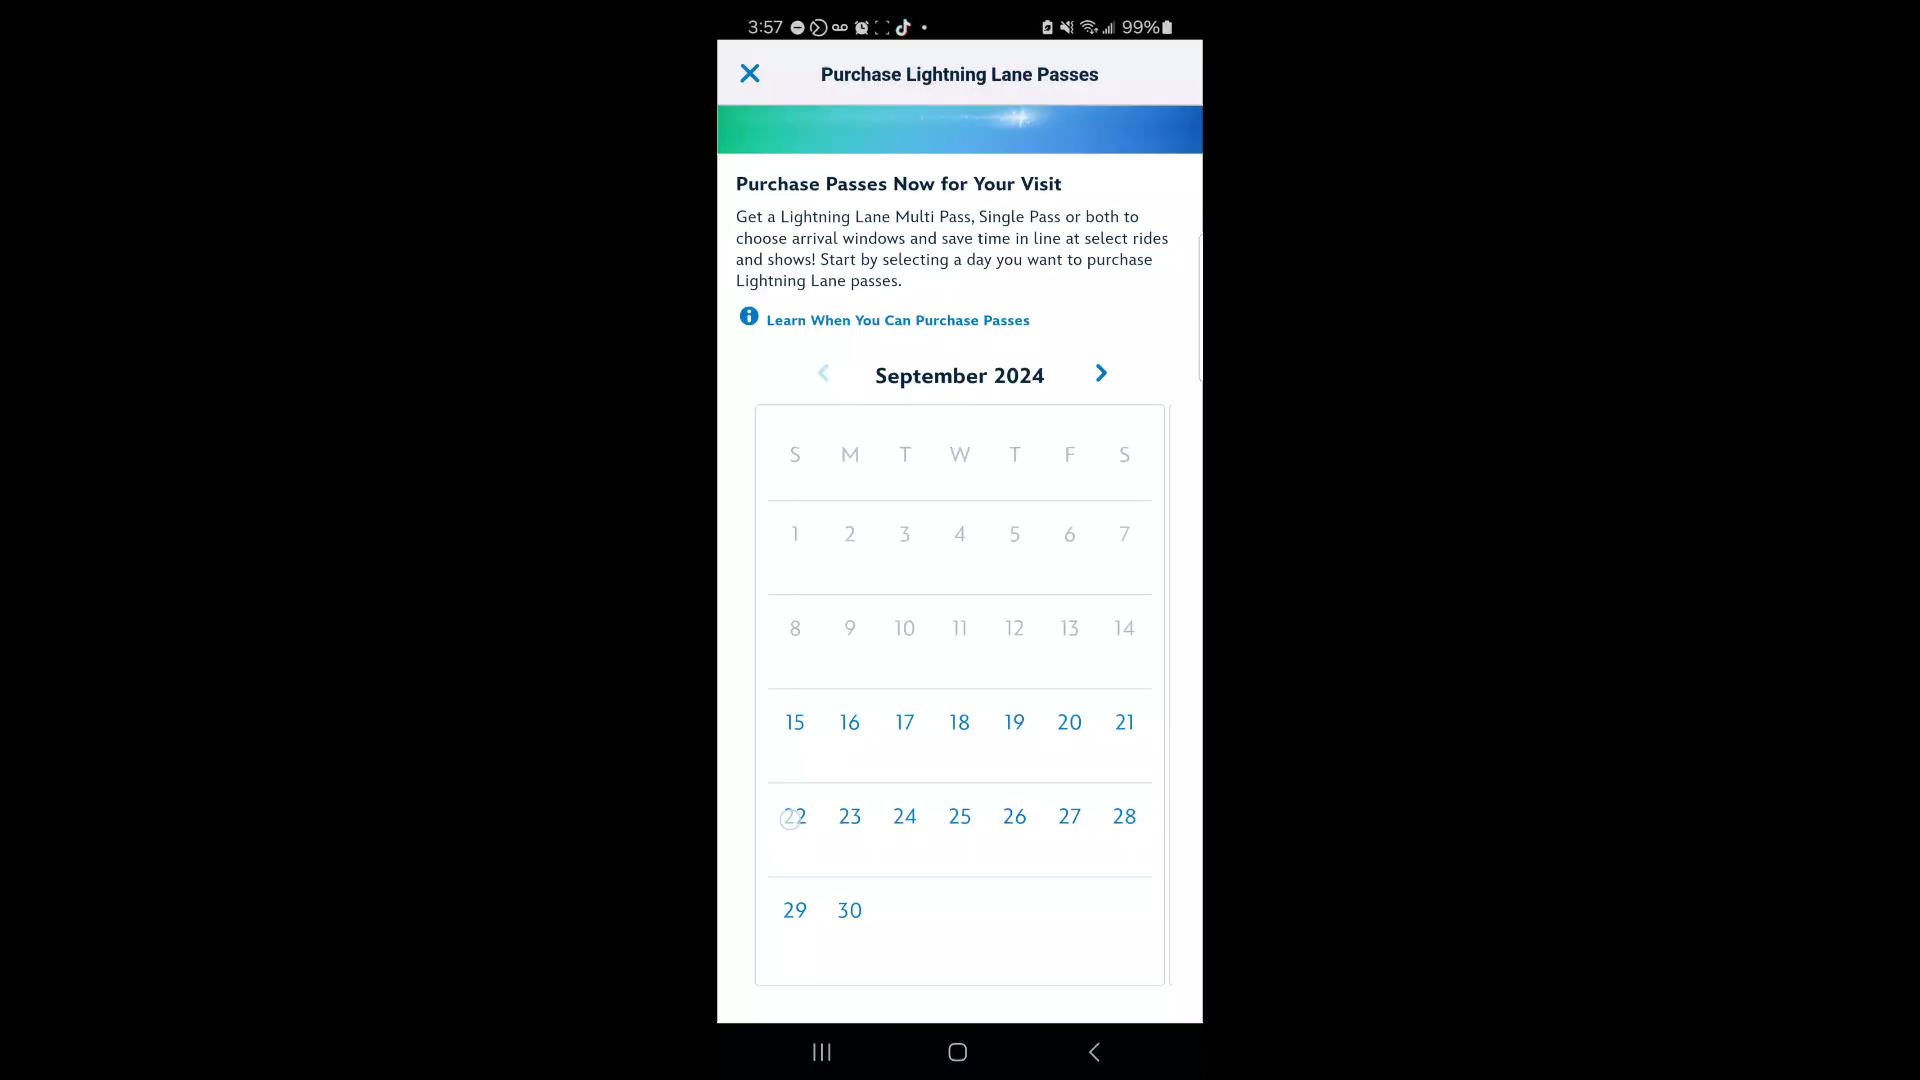 3:57 99%
Purchase Lightning Lane Passes
Purchase Passes Now for Your Visit
Get a Lightning Lane Multi Pass, Single Pass or both to
choose arrival windows and save time in line at select rides
and shows! Start by selecting a day you want to purchase
Lightning Lane passes.
Learn When You Can Purchase Passes
September 2024
S M T W T F S
1 2 3 4 5 6 7
8 9 10 11 12 13 14
15 16 17 18 19 20 21
22 23 24 25 26 27 28
29 30